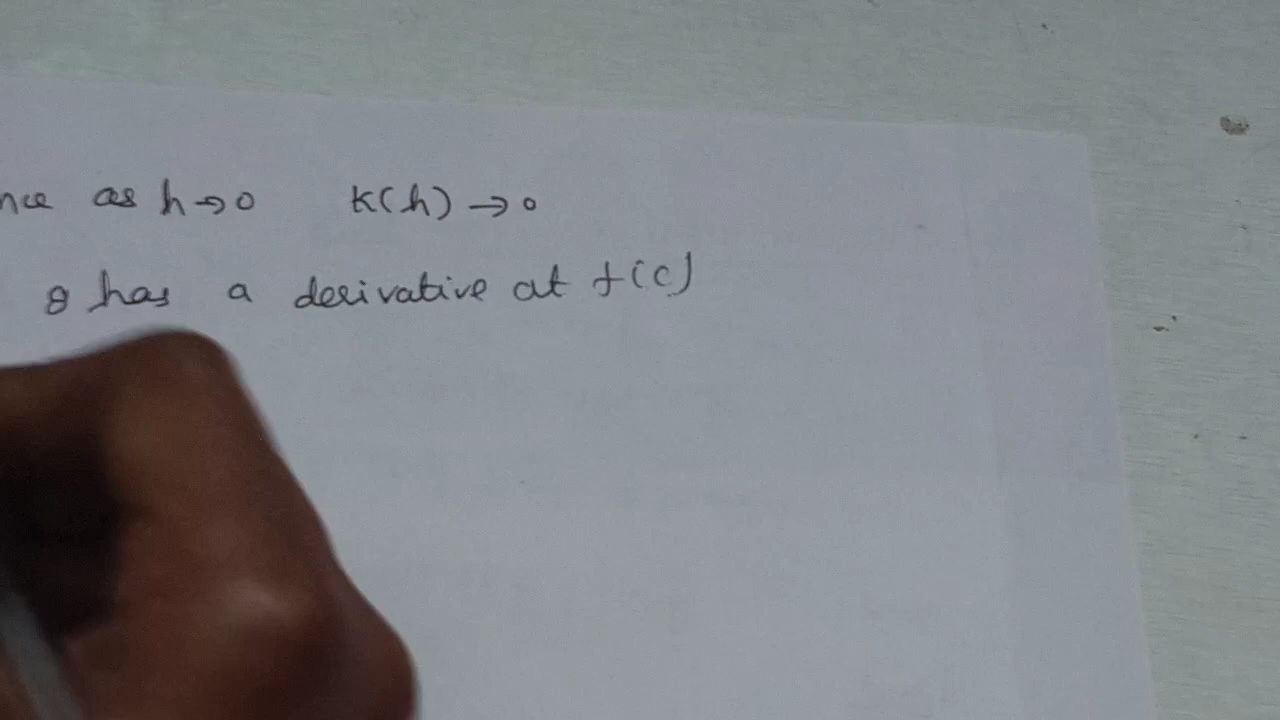 as h→0 K(h) →0
g has a derivative at f(c)